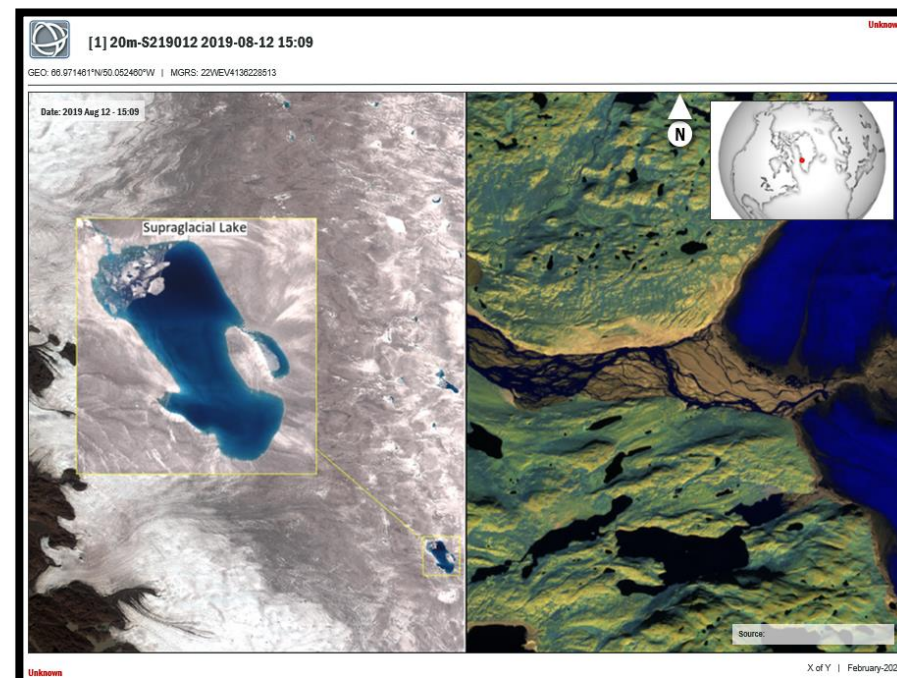 Unknow
[1] 20m-S219012 2019-08-12 15:09
GEO: 66.971461°N/50.052460°W | MGRS: 22WEV4136228513
Date: 2019 Aug 12 - 15:09
N
Supraglacial Lake
Source:
X of Y | February-202
Unknown